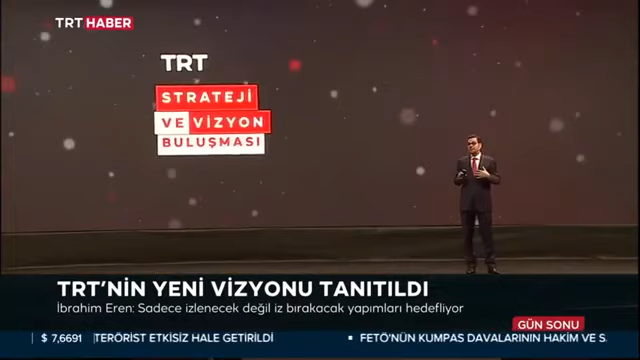 TRT HABER
TRT
STRATEJİ
VE VİZYON
BULUŞMASI
TRT'NİN YENİ VİZYONU TANITILDI
İbrahim Eren: Sadece izlenecek değil iz bırakacak yapımları hedefliyor
GÜN SONU
$ 7,6691 TERÖRİST ETKİSİZ HALE GETİRİLDİ ▪ FETÖ'NÜN KUMPAS DAVALARININ HAKİM VE S